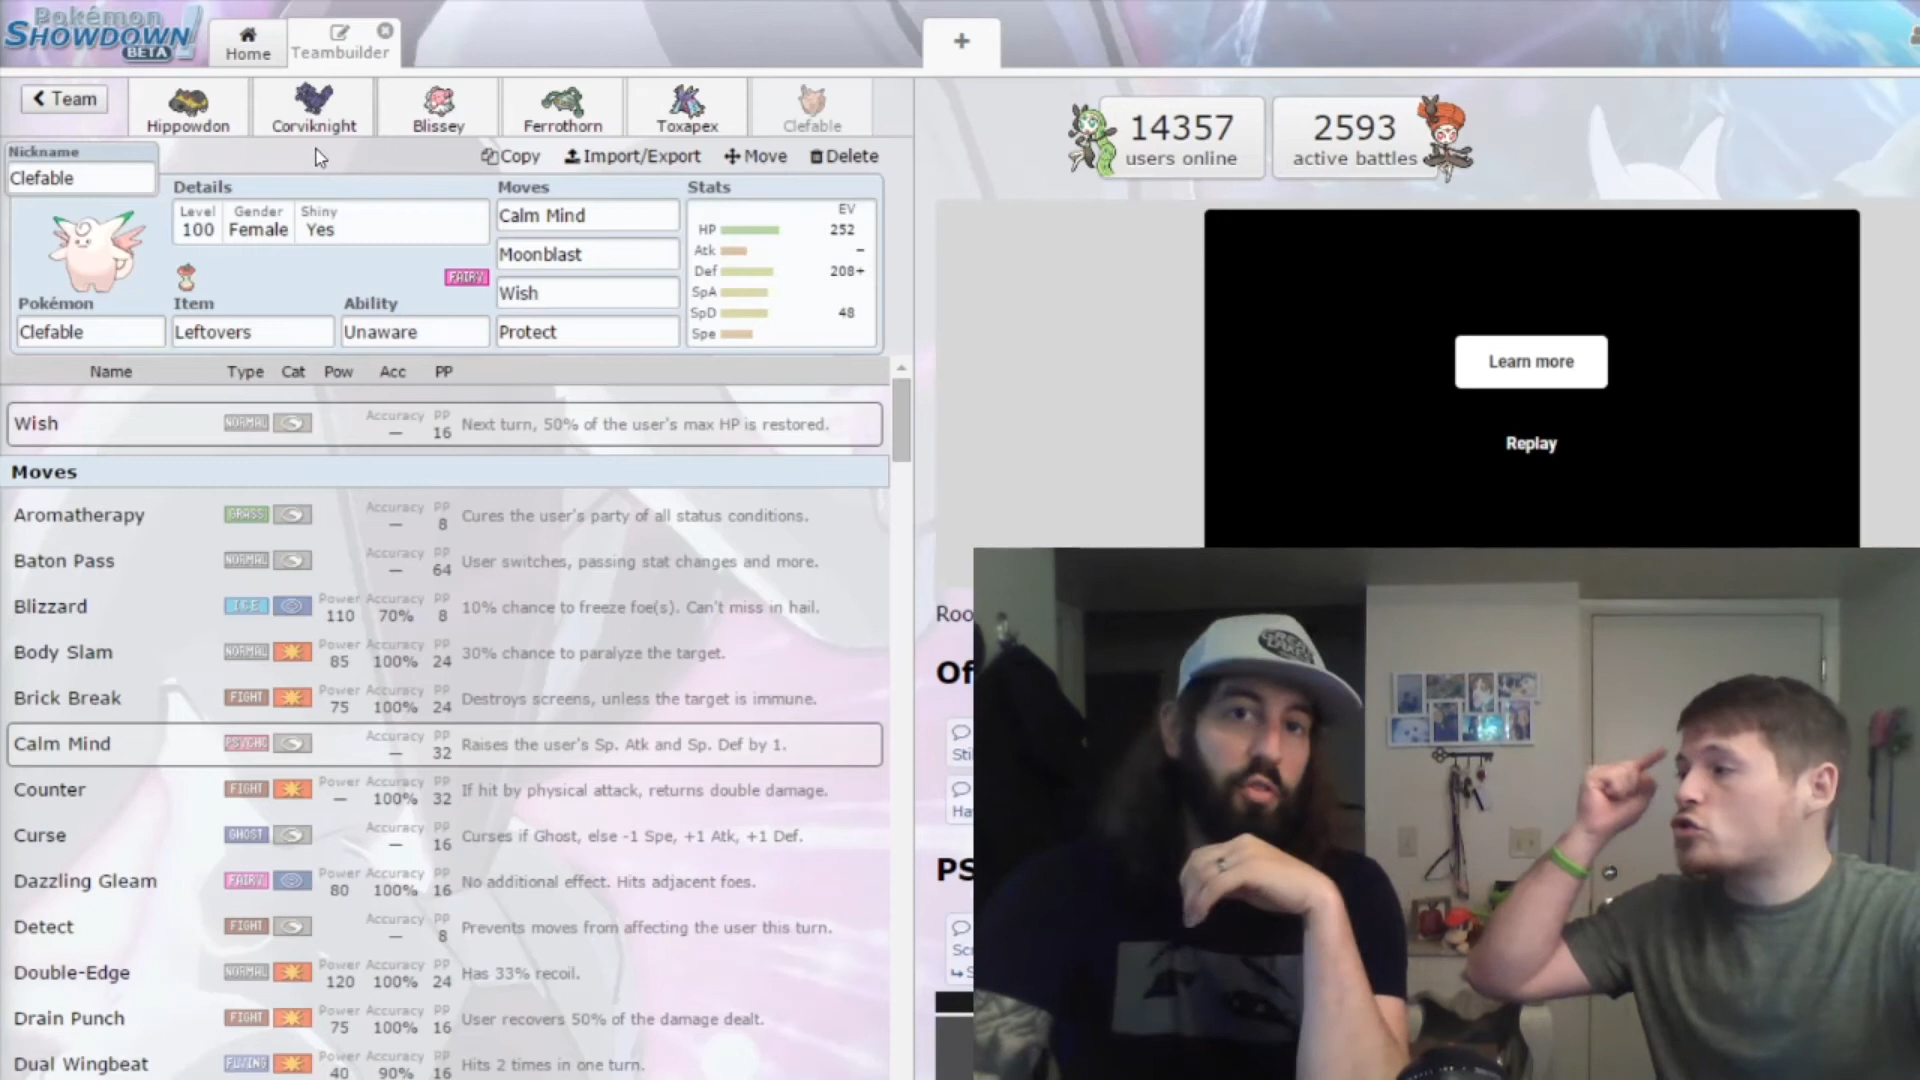 Pokémon
SHOWDOWN!
BETA
Home
Teambuilder
+
Team
Hippowdon
Corviknight
Blissey
Ferrothorn
Toxapex
Clefable
14357
users online
2593
active battles
Nickname
Clefable
Copy
Import/Export
Move
Delete
Details
Moves
Stats
Level
100
Gender
Female
Shiny
Yes
Calm Mind
Moonblast
Wish
Protect
EV
HP 252
Atk –
Def 208+
SpA
SpD 48
Spe
FAIRY
Pokémon
Clefable
Item
Leftovers
Ability
Unaware
Learn more
Replay
Name Type Cat Pow Acc PP
Wish NORMAL Accuracy — PP 16 Next turn, 50% of the user's max HP is restored.
Moves
Aromatherapy GRASS Accuracy — PP 8 Cures the user's party of all status conditions.
Baton Pass NORMAL Accuracy — PP 64 User switches, passing stat changes and more.
Blizzard ICE Power 110 Accuracy 70% PP 8 10% chance to freeze foe(s). Can't miss in hail.
Body Slam NORMAL Power 85 Accuracy 100% PP 24 30% chance to paralyze the target.
Brick Break FIGHT Power 75 Accuracy 100% PP 24 Destroys screens, unless the target is immune.
Calm Mind PSYCHC Accuracy — PP 32 Raises the user's Sp. Atk and Sp. Def by 1.
Counter FIGHT Power — Accuracy 100% PP 32 If hit by physical attack, returns double damage.
Curse GHOST Accuracy — PP 16 Curses if Ghost, else -1 Spe, +1 Atk, +1 Def.
Dazzling Gleam FAIRY Power 80 Accuracy 100% PP 16 No additional effect. Hits adjacent foes.
Detect FIGHT Accuracy — PP 8 Prevents moves from affecting the user this turn.
Double-Edge NORMAL Power 120 Accuracy 100% PP 24 Has 33% recoil.
Drain Punch FIGHT Power 75 Accuracy 100% PP 16 User recovers 50% of the damage dealt.
Dual Wingbeat FLYING Power 40 Accuracy 90% PP 16 Hits 2 times in one turn.
Roo
Of
Sti
Ha
PS
Scr
GREAT
LAKES